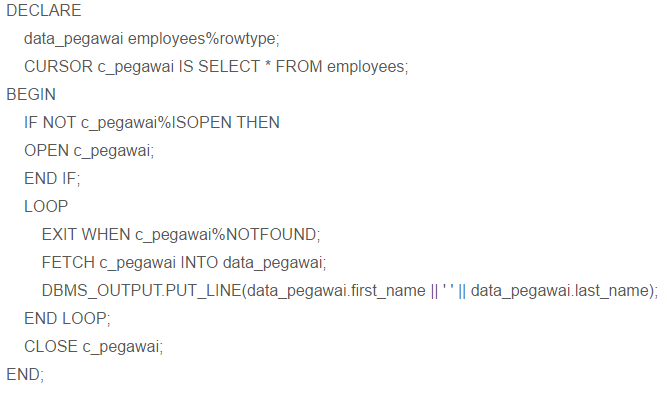 DECLARE
data_pegawai employees%rowtype;
CURSOR c_pegawai IS SELECT * FROM employees;
BEGIN
IF NOT c_pegawai%ISOPEN THEN
OPEN c_pegawai;
END IF;
LOOP
EXIT WHEN c_pegawai%NOTFOUND;
FETCH c_pegawai INTO data_pegawai;
DBMS_OUTPUT.PUT_LINE(data_pegawai.first_name || ' ' || data_pegawai.last_name);
END LOOP;
CLOSE c_pegawai;
END;